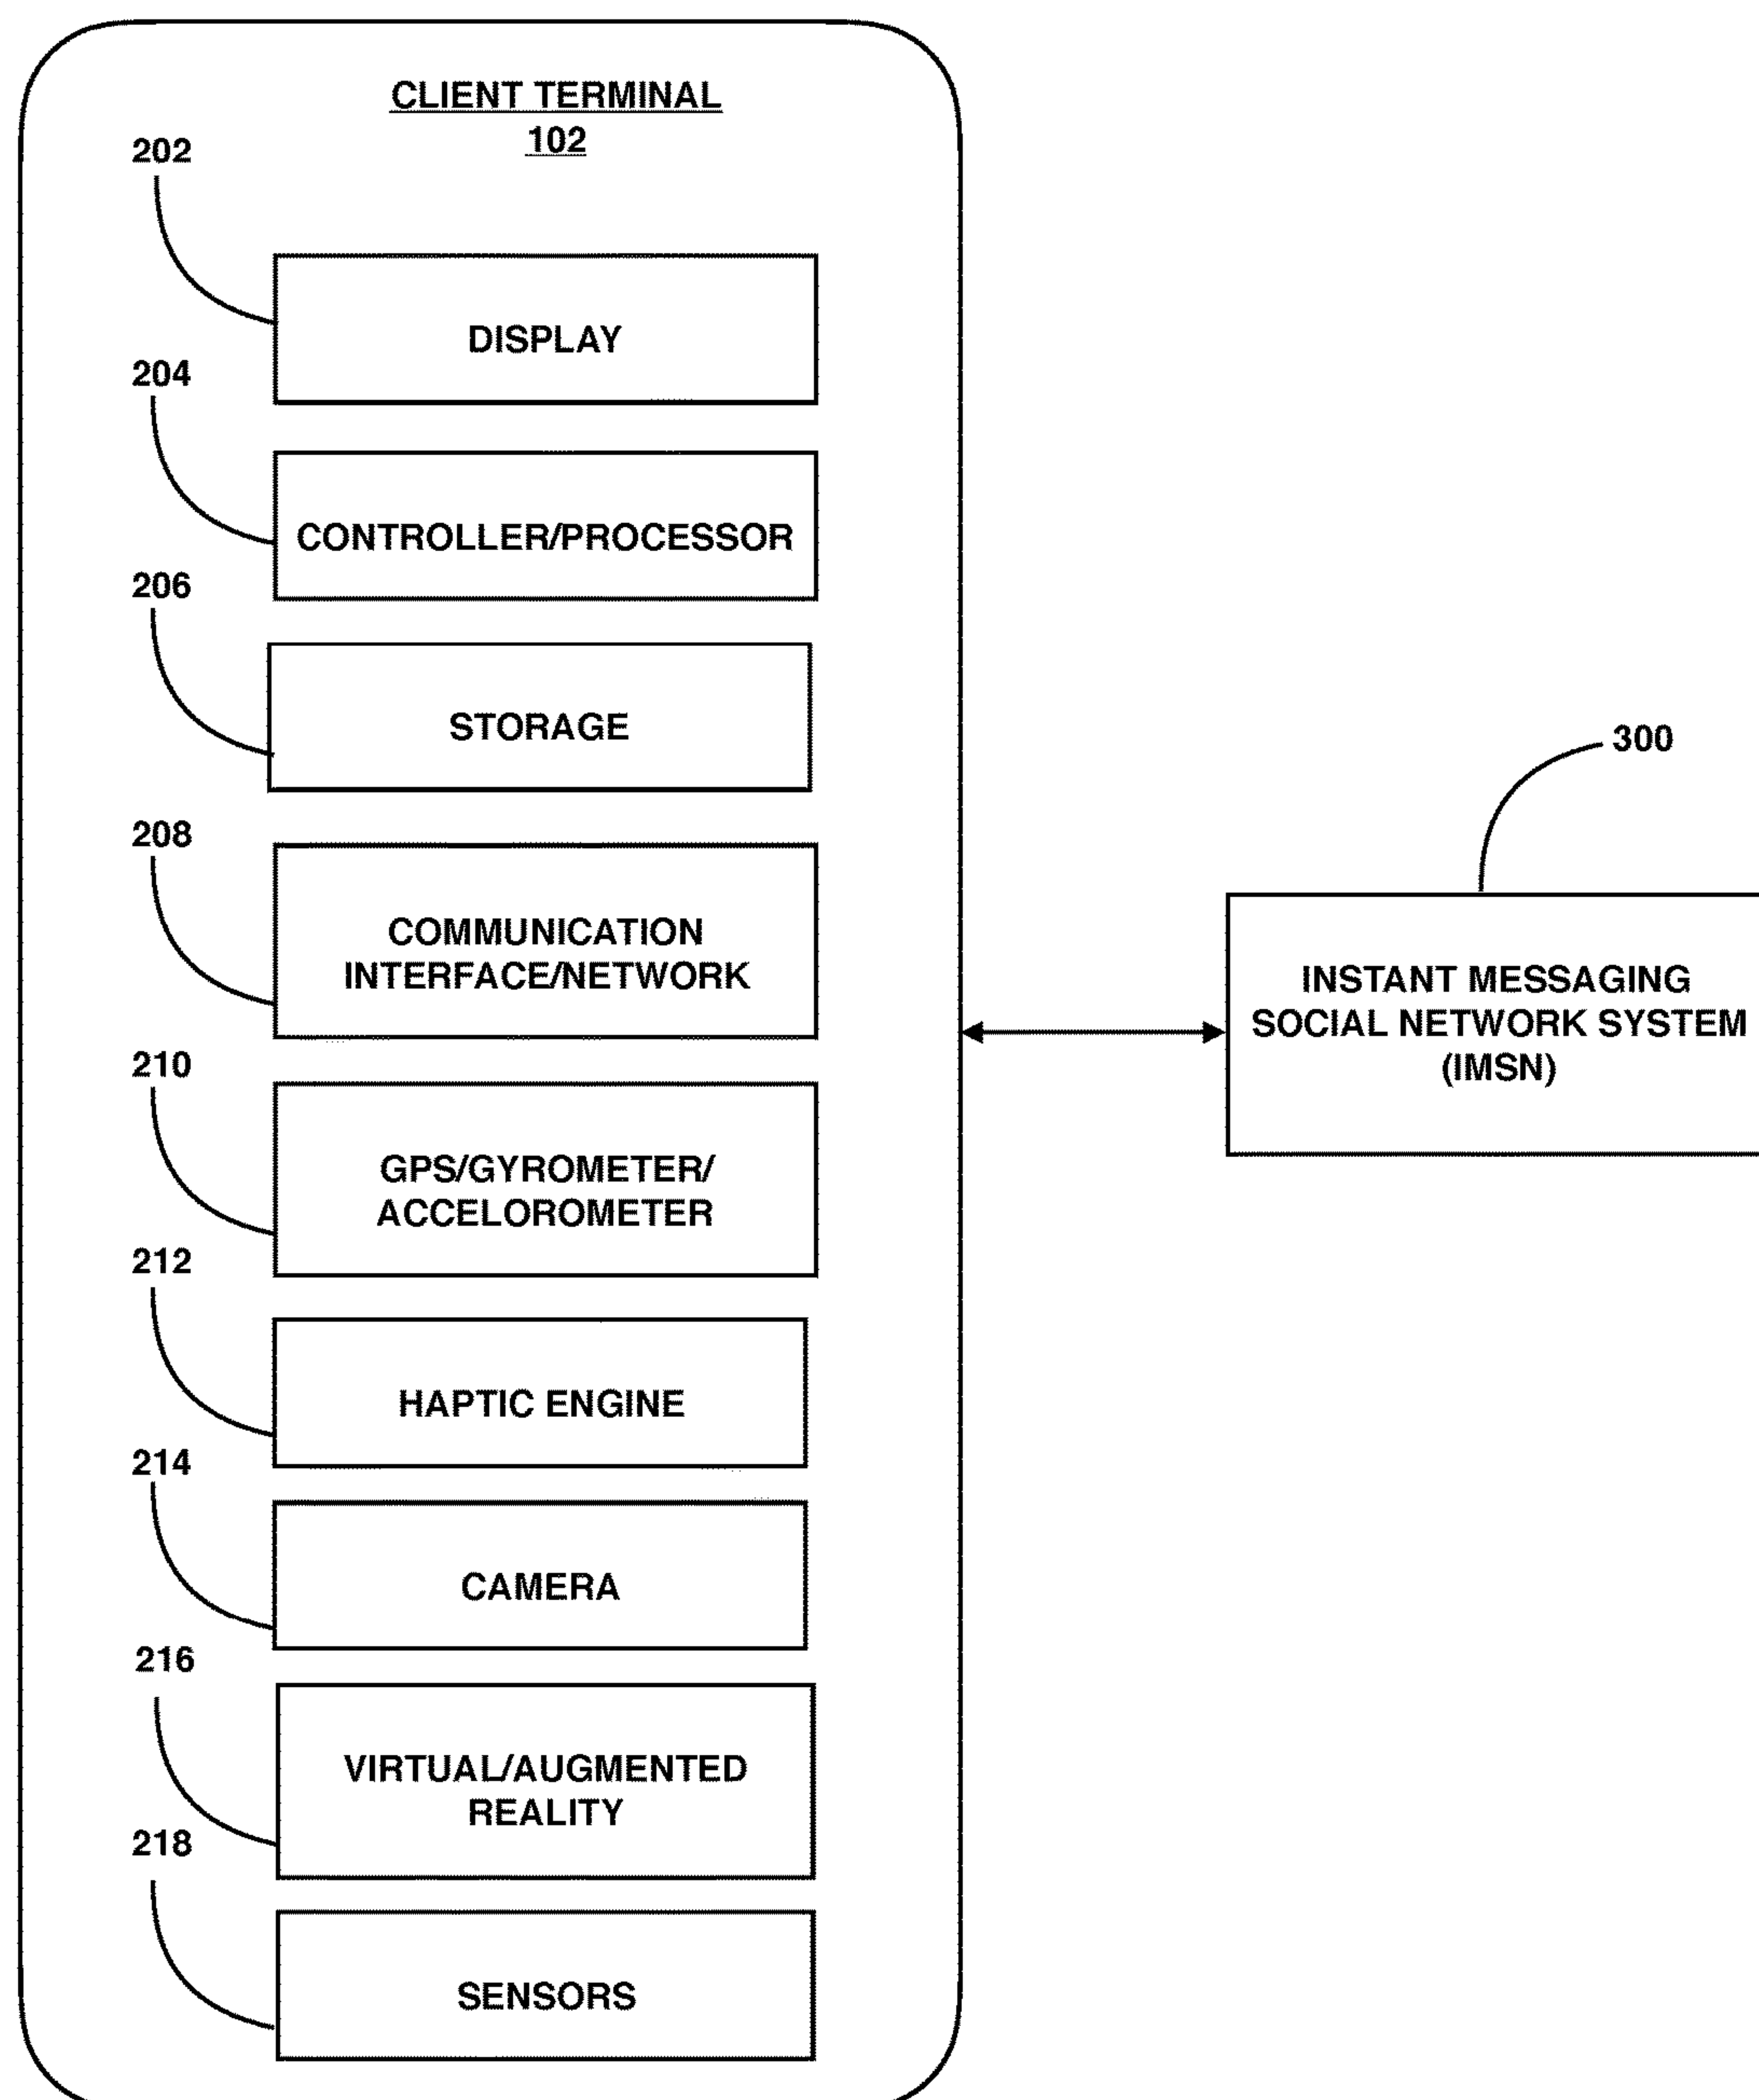 CLIENT TERMINAL
102
202
DISPLAY
204
CONTROLLER/PROCESSOR
206
STORAGE
208
COMMUNICATION
INTERFACE/NETWORK
210
GPS/GYROMETER/
ACCELOROMETER
212
HAPTIC ENGINE
214
CAMERA
216
VIRTUAL/AUGMENTED
REALITY
218
SENSORS
300
INSTANT MESSAGING
SOCIAL NETWORK SYSTEM
(IMSN)